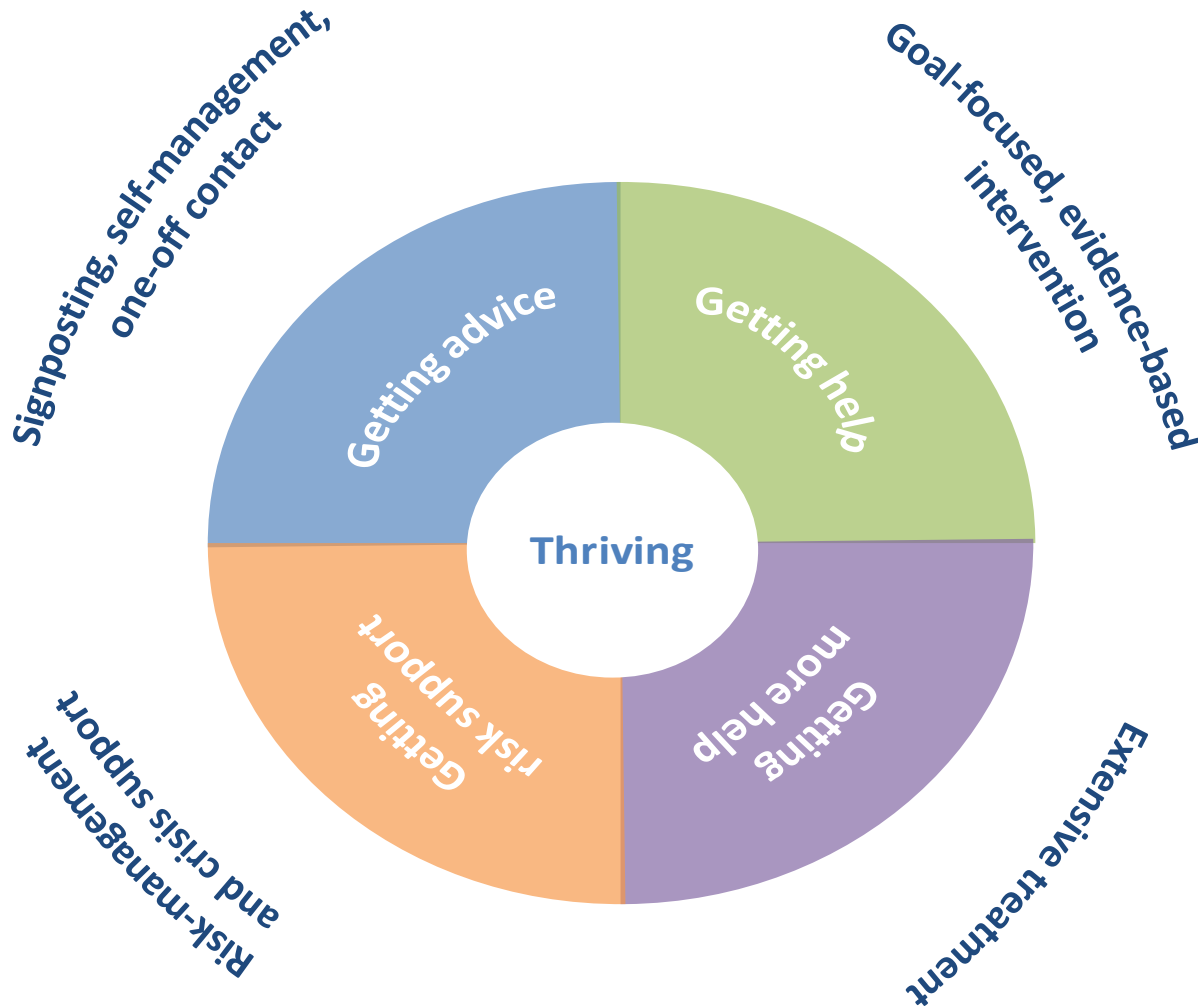 Signposting, self-management,
one-off contact
Goal-focused, evidence-based
intervention
Getting advice
Getting help
Thriving
Getting
risk support
Getting
more help
Risk-management
and crisis support
Extensive treatment